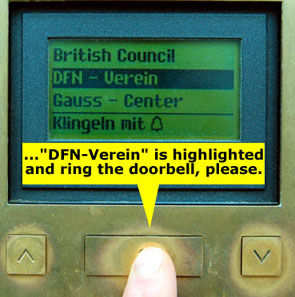 British Council
DFN - Verein
Gauss - Center
Klingeln mit
..."DFN-Verein" is highlighted
and ring the doorbell, please.